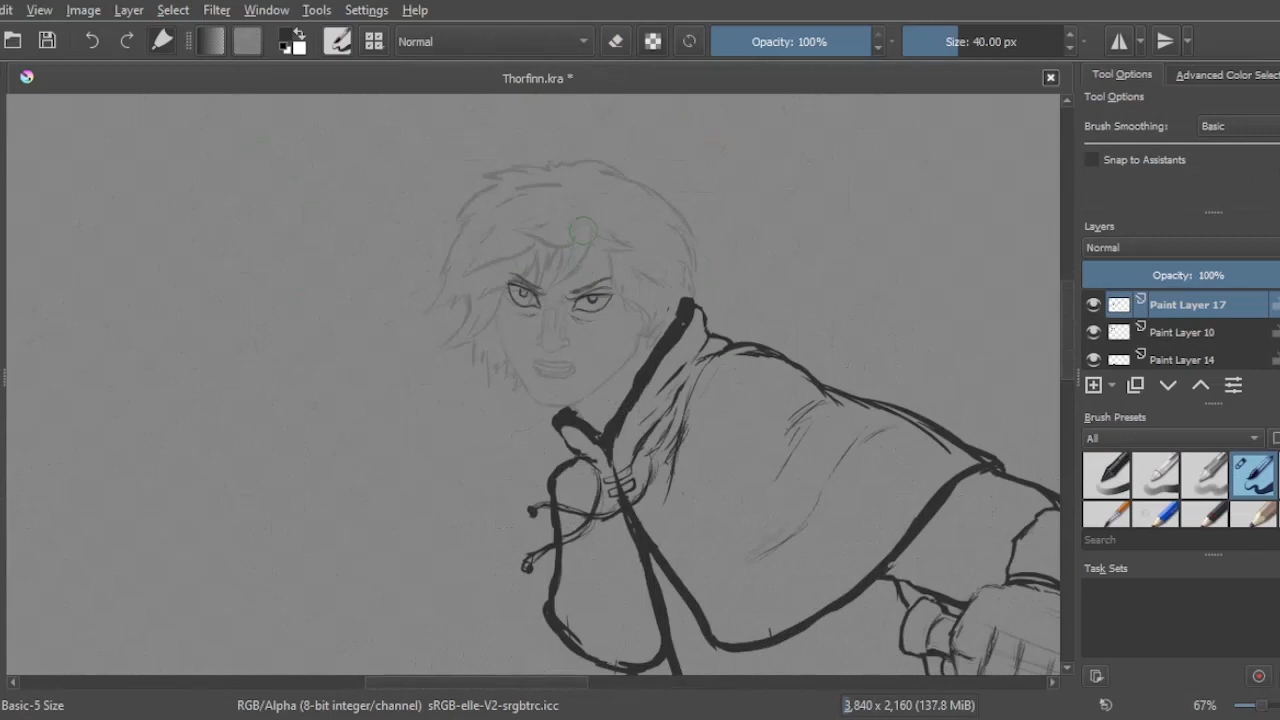 dit View Image Layer Select Filter Window Tools Settings Help
Normal Opacity: 100% Size: 40.00 px
Thorfinn.kra *
Tool Options Advanced Color Selec
Tool Options
Brush Smoothing: Basic
Snap to Assistants
Layers
Normal
Opacity: 100%
Paint Layer 17
Paint Layer 10
Paint Layer 14
Brush Presets
All
Search
Task Sets
Basic-5 Size RGB/Alpha (8-bit integer/channel) sRGB-elle-V2-srgbtrc.icc 3,840 x 2,160 (137.8 MiB) 67%